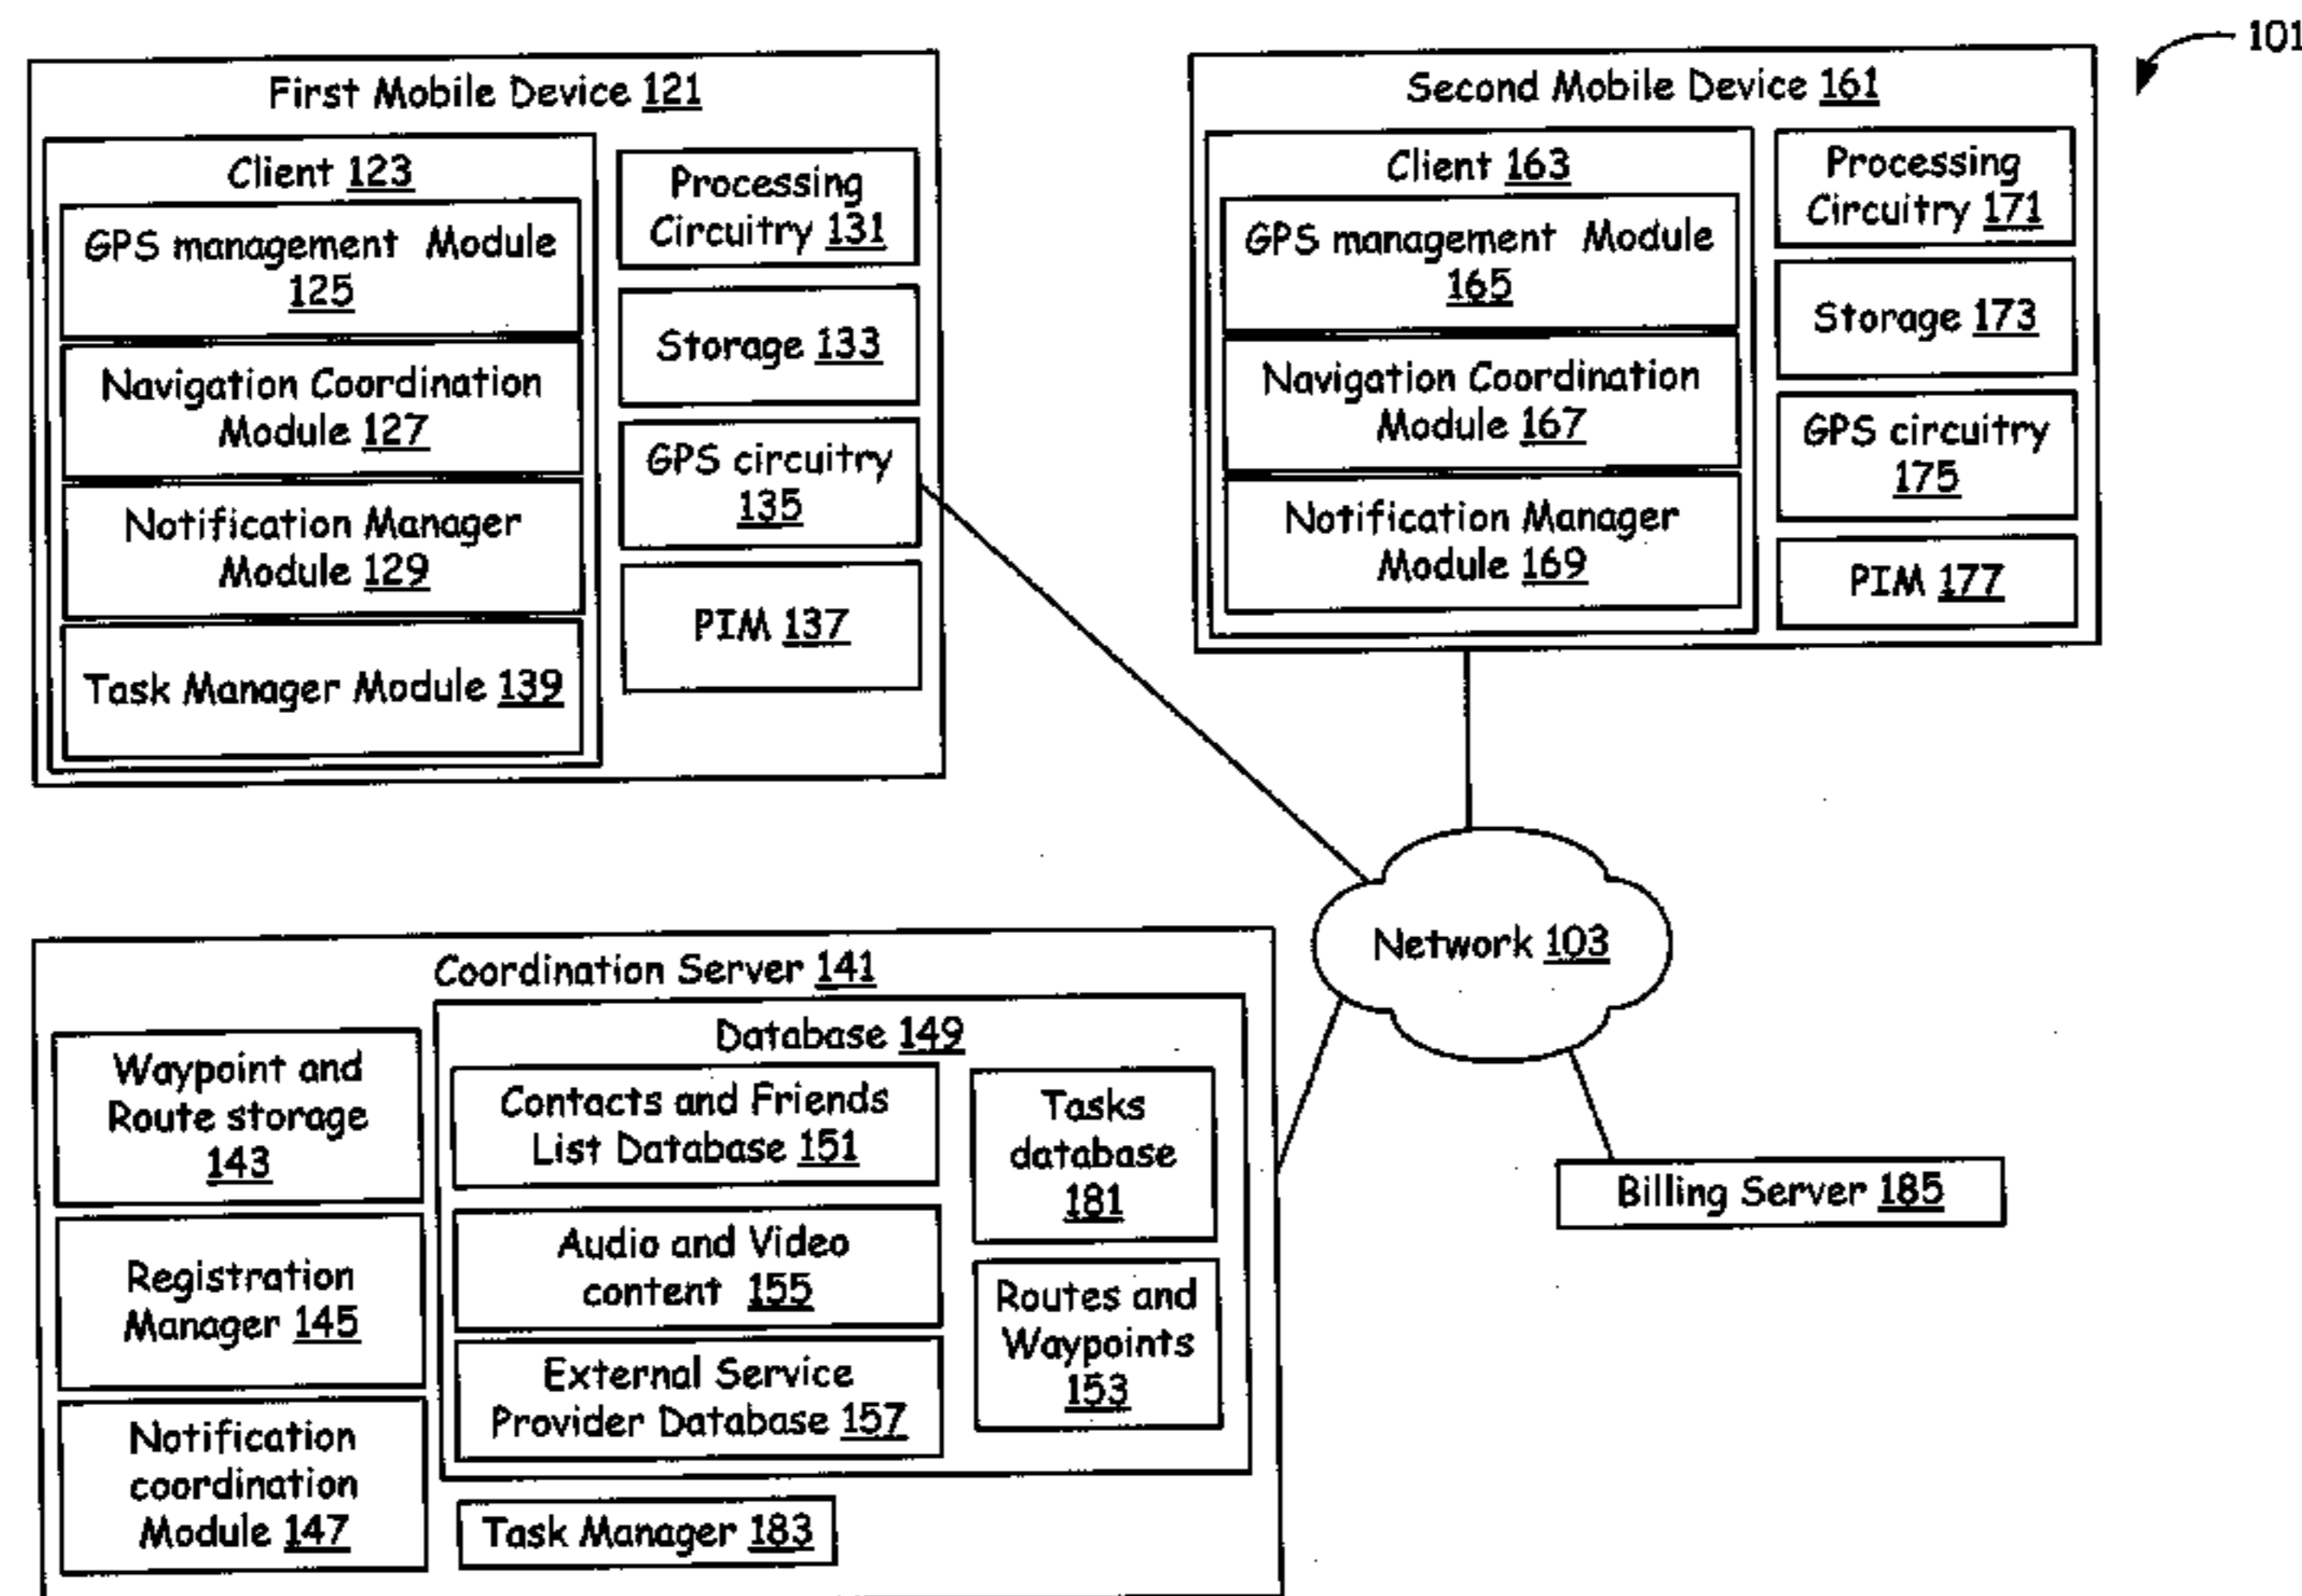 101
First Mobile Device 121
Client 123
GPS management Module
125
Navigation Coordination
Module 127
Notification Manager
Module 129
Task Manager Module 139
Processing
Circuitry 131
Storage 133
GPS circuitry
135
PIM 137
Second Mobile Device 161
Client 163
GPS management Module
165
Navigation Coordination
Module 167
Notification Manager
Module 169
Processing
Circuitry 171
Storage 173
GPS circuitry
175
PIM 177
Network 103
Coordination Server 141
Waypoint and
Route storage
143
Registration
Manager 145
Notification
coordination
Module 147
Database 149
Contacts and Friends
List Database 151
Audio and Video
content 155
External Service
Provider Database 157
Tasks
database
181
Routes and
Waypoints
153
Task Manager 183
Billing Server 185